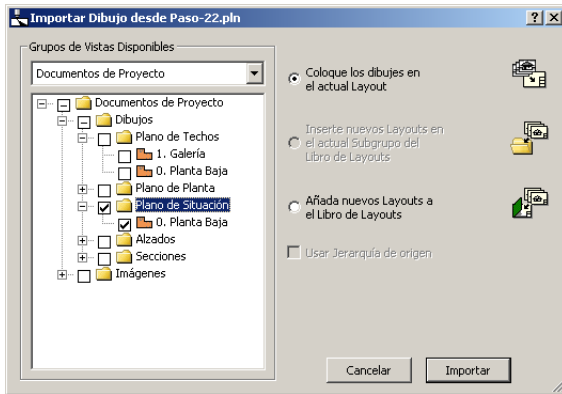 Importar Dibujo desde Paso-22.pln
Grupos de Vistas Disponibles
Documentos de Proyecto
Documentos de Proyecto
Dibujos
Plano de Techos
1. Galería
0. Planta Baja
Plano de Planta
Plano de Situación
0. Planta Baja
Alzados
Secciones
Imágenes
Coloque los dibujes en
el actual Layout
Inserte nuevos Layouts en
el actual Subgrupo del
Libro de Layouts
Añada nuevos Layouts a
el Libro de Layouts
Usar Jerarquía de origen
Cancelar
Importar